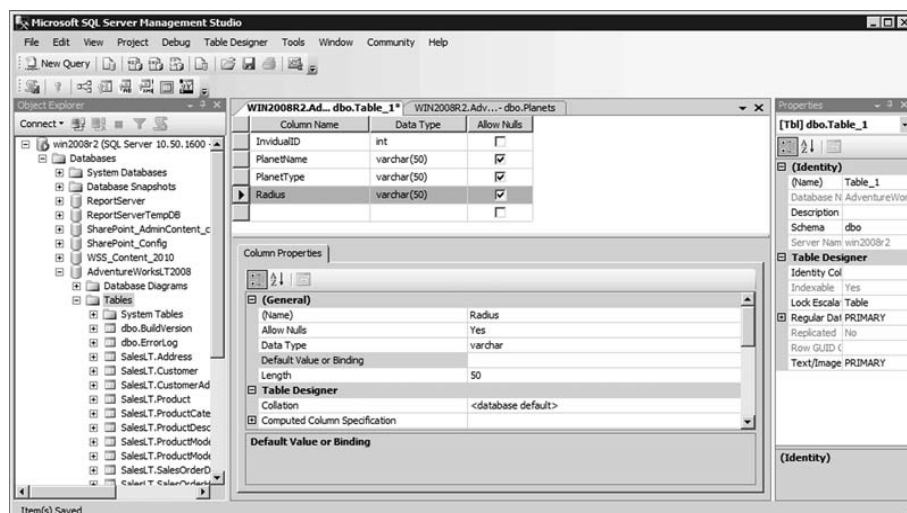 Microsoft SQL Server Management Studio
File Edit View Project Debug Table Designer Tools Window Community Help
New Query
Object Explorer
Connect
win2008r2 (SQL Server 10.50.1600 -
Databases
System Databases
Database Snapshots
ReportServer
ReportServerTempDB
SharePoint_AdminContent_c
SharePoint_Config
WSS_Content_2010
AdventureWorksLT2008
Database Diagrams
Tables
System Tables
dbo.BuildVersion
dbo.ErrorLog
SalesLT.Address
SalesLT.Customer
SalesLT.CustomerAd
SalesLT.Product
SalesLT.ProductCate
SalesLT.ProductDesc
SalesLT.ProductMode
SalesLT.ProductMode
SalesLT.SalesOrderD
SalesLT.SalesOrderH
WIN2008R2.Ad... dbo.Table_1* WIN2008R2.Adv...- dbo.Planets
Column Name Data Type Allow Nulls
InvidualID int
PlanetName varchar(50)
PlanetType varchar(50)
Radius varchar(50)
Column Properties
(General)
(Name) Radius
Allow Nulls Yes
Data Type varchar
Default Value or Binding
Length 50
Table Designer
Collation <database default>
Computed Column Specification
Default Value or Binding
Properties
[Tbl] dbo.Table_1
(Identity)
(Name) Table_1
Database N AdventureWor
Description
Schema dbo
Server Nam win2008r2
Table Designer
Identity Col
Indexable Yes
Lock Escala Table
Regular Dat PRIMARY
Replicated No
Row GUID C
Text/Image PRIMARY
(Identity)
Item(s) Saved